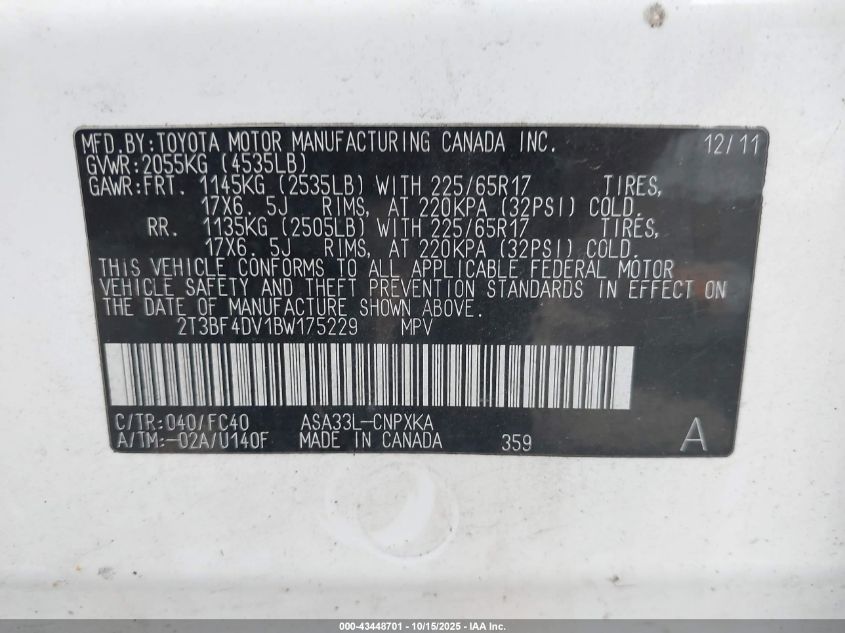 MFD.BY:TOYOTA MOTOR MANUFACTURING CANADA INC. 12/11
GVWR:2055KG (4535LB)
GAWR:FRT. 1145KG (2535LB) WITH 225/65R17 TIRES,
17X6. 5J RIMS, AT 220KPA (32PSI) COLD.
RR. 1135KG (2505LB) WITH 225/65R17 TIRES,
17X6. 5J RIMS, AT 220KPA (32PSI) COLD.
THIS VEHICLE CONFORMS TO ALL APPLICABLE FEDERAL MOTOR
VEHICLE SAFETY AND THEFT PREVENTION STANDARDS IN EFFECT ON
THE DATE OF MANUFACTURE SHOWN ABOVE.
2T3BF4DV1BW175229 MPV
C/TR:040/FC40 ASA33L-CNPXKA
A/TM:-02A/U140F MADE IN CANADA 359 A
000-43448701 - 10/15/2025 - IAA Inc.